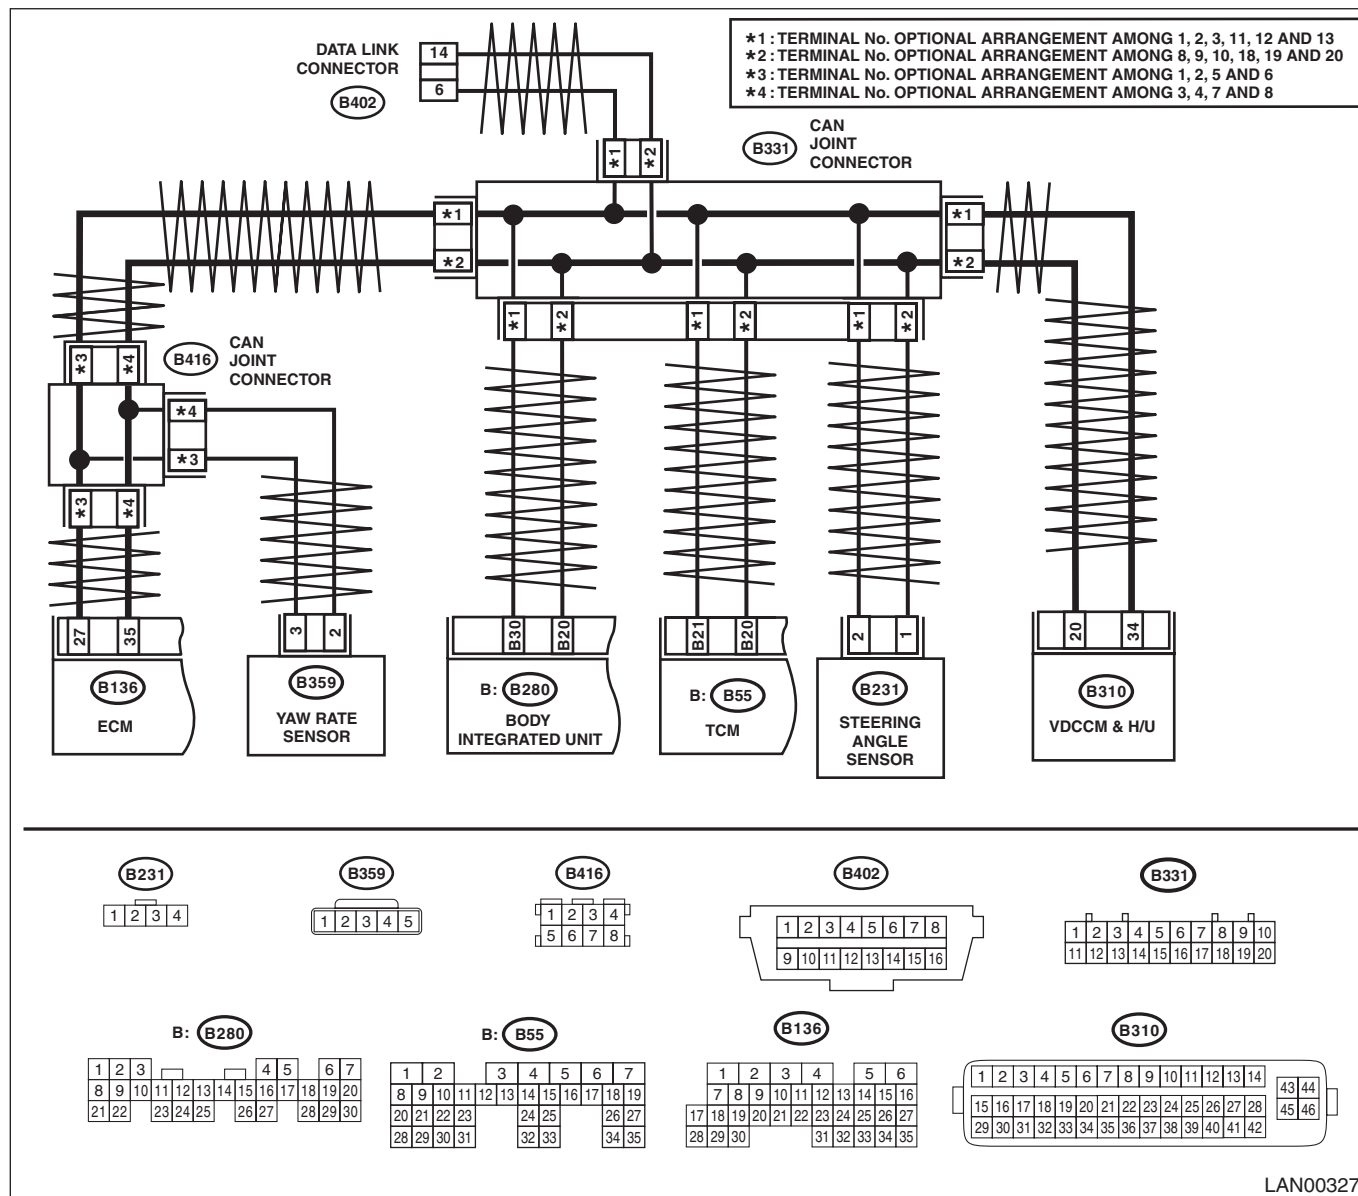 DATA LINK
CONNECTOR
B402
14
6
*1 : TERMINAL No. OPTIONAL ARRANGEMENT AMONG 1, 2, 3, 11, 12 AND 13
*2 : TERMINAL No. OPTIONAL ARRANGEMENT AMONG 8, 9, 10, 18, 19 AND 20
*3 : TERMINAL No. OPTIONAL ARRANGEMENT AMONG 1, 2, 5 AND 6
*4 : TERMINAL No. OPTIONAL ARRANGEMENT AMONG 3, 4, 7 AND 8
B331
CAN
JOINT
CONNECTOR
*1 *2
*1 *1
*2 *2
*1 *2 *1 *2 *1 *2
*3 *4
B416
CAN
JOINT
CONNECTOR
*4
*3
*3 *4
27 35
3 2
B30 B20
B21 B20
2 1
20 34
B136
ECM
B359
YAW RATE
SENSOR
B: B280
BODY
INTEGRATED UNIT
B: B55
TCM
B231
STEERING
ANGLE
SENSOR
B310
VDCCM & H/U
B231
1 2 3 4
B359
1 2 3 4 5
B416
1 2 3 4
5 6 7 8
B402
1 2 3 4 5 6 7 8
9 10 11 12 13 14 15 16
B331
1 2 3 4 5 6 7 8 9 10
11 12 13 14 15 16 17 18 19 20
B: B280
1 2 3 4 5 6 7
8 9 10 11 12 13 14 15 16 17 18 19 20
21 22 23 24 25 26 27 28 29 30
B: B55
1 2 3 4 5 6 7
8 9 10 11 12 13 14 15 16 17 18 19
20 21 22 23 24 25 26 27
28 29 30 31 32 33 34 35
B136
1 2 3 4 5 6
7 8 9 10 11 12 13 14 15 16
17 18 19 20 21 22 23 24 25 26 27
28 29 30 31 32 33 34 35
B310
1 2 3 4 5 6 7 8 9 10 11 12 13 14
15 16 17 18 19 20 21 22 23 24 25 26 27 28
29 30 31 32 33 34 35 36 37 38 39 40 41 42
43 44
45 46
LAN00327